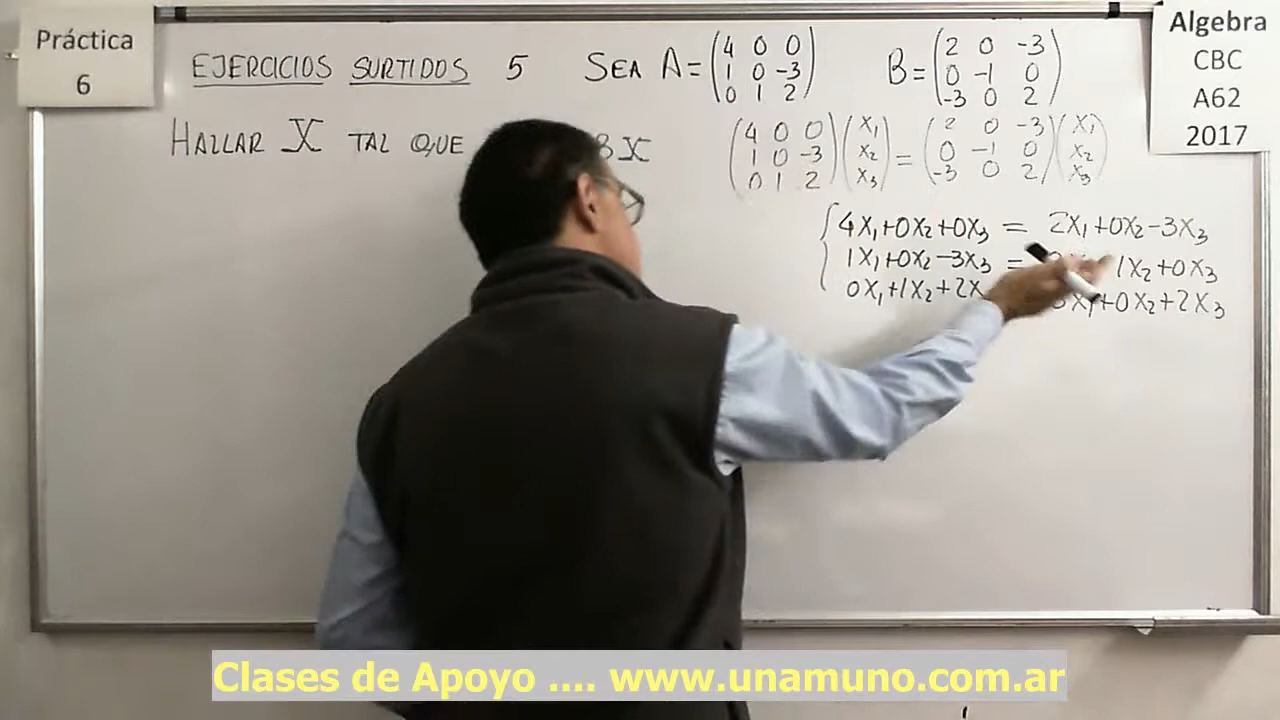 Práctica
6
EJERCICIOS SURTIDOS 5 SEA A= (4 0 0 / 1 0 -3 / 0 1 2) B= (2 0 -3 / 0 -1 0 / -3 0 2)
HALLAR X TAL QUE BX
(4 0 0 / 1 0 -3 / 0 1 2) (X1 / X2 / X3) = (2 0 -3 / 0 -1 0 / -3 0 2) (X1 / X2 / X3)
{ 4X1+0X2+0X3 = 2X1+0X2-3X3
1X1+0X2-3X3 = 1X2+0X3
0X1+1X2+2X 3X1+0X2+2X3
Algebra
CBC
A62
2017
Clases de Apoyo .... www.unamuno.com.ar